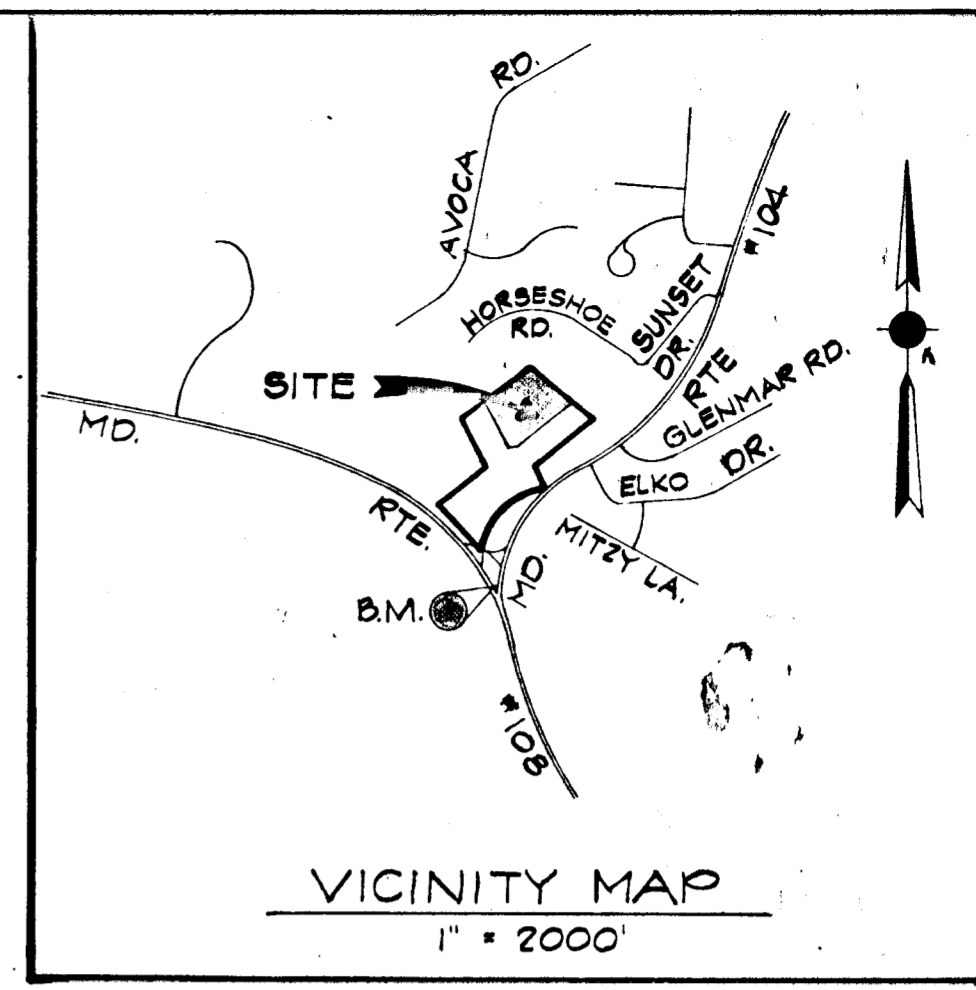 AVOCA RD.
#104
HORSESHOE
RD.
SUNSET
DR.
SITE
RTE
GLENMAR RD.
MD.
ELKO DR.
RTE.
MITZY LA.
MD.
B.M.
#108
VICINITY MAP
1" = 2000'